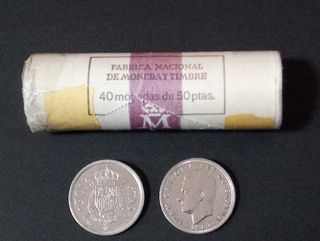 FABRICA NACIONAL
DE MONEDA Y TIMBRE
40 monedas de 50 ptas.
M